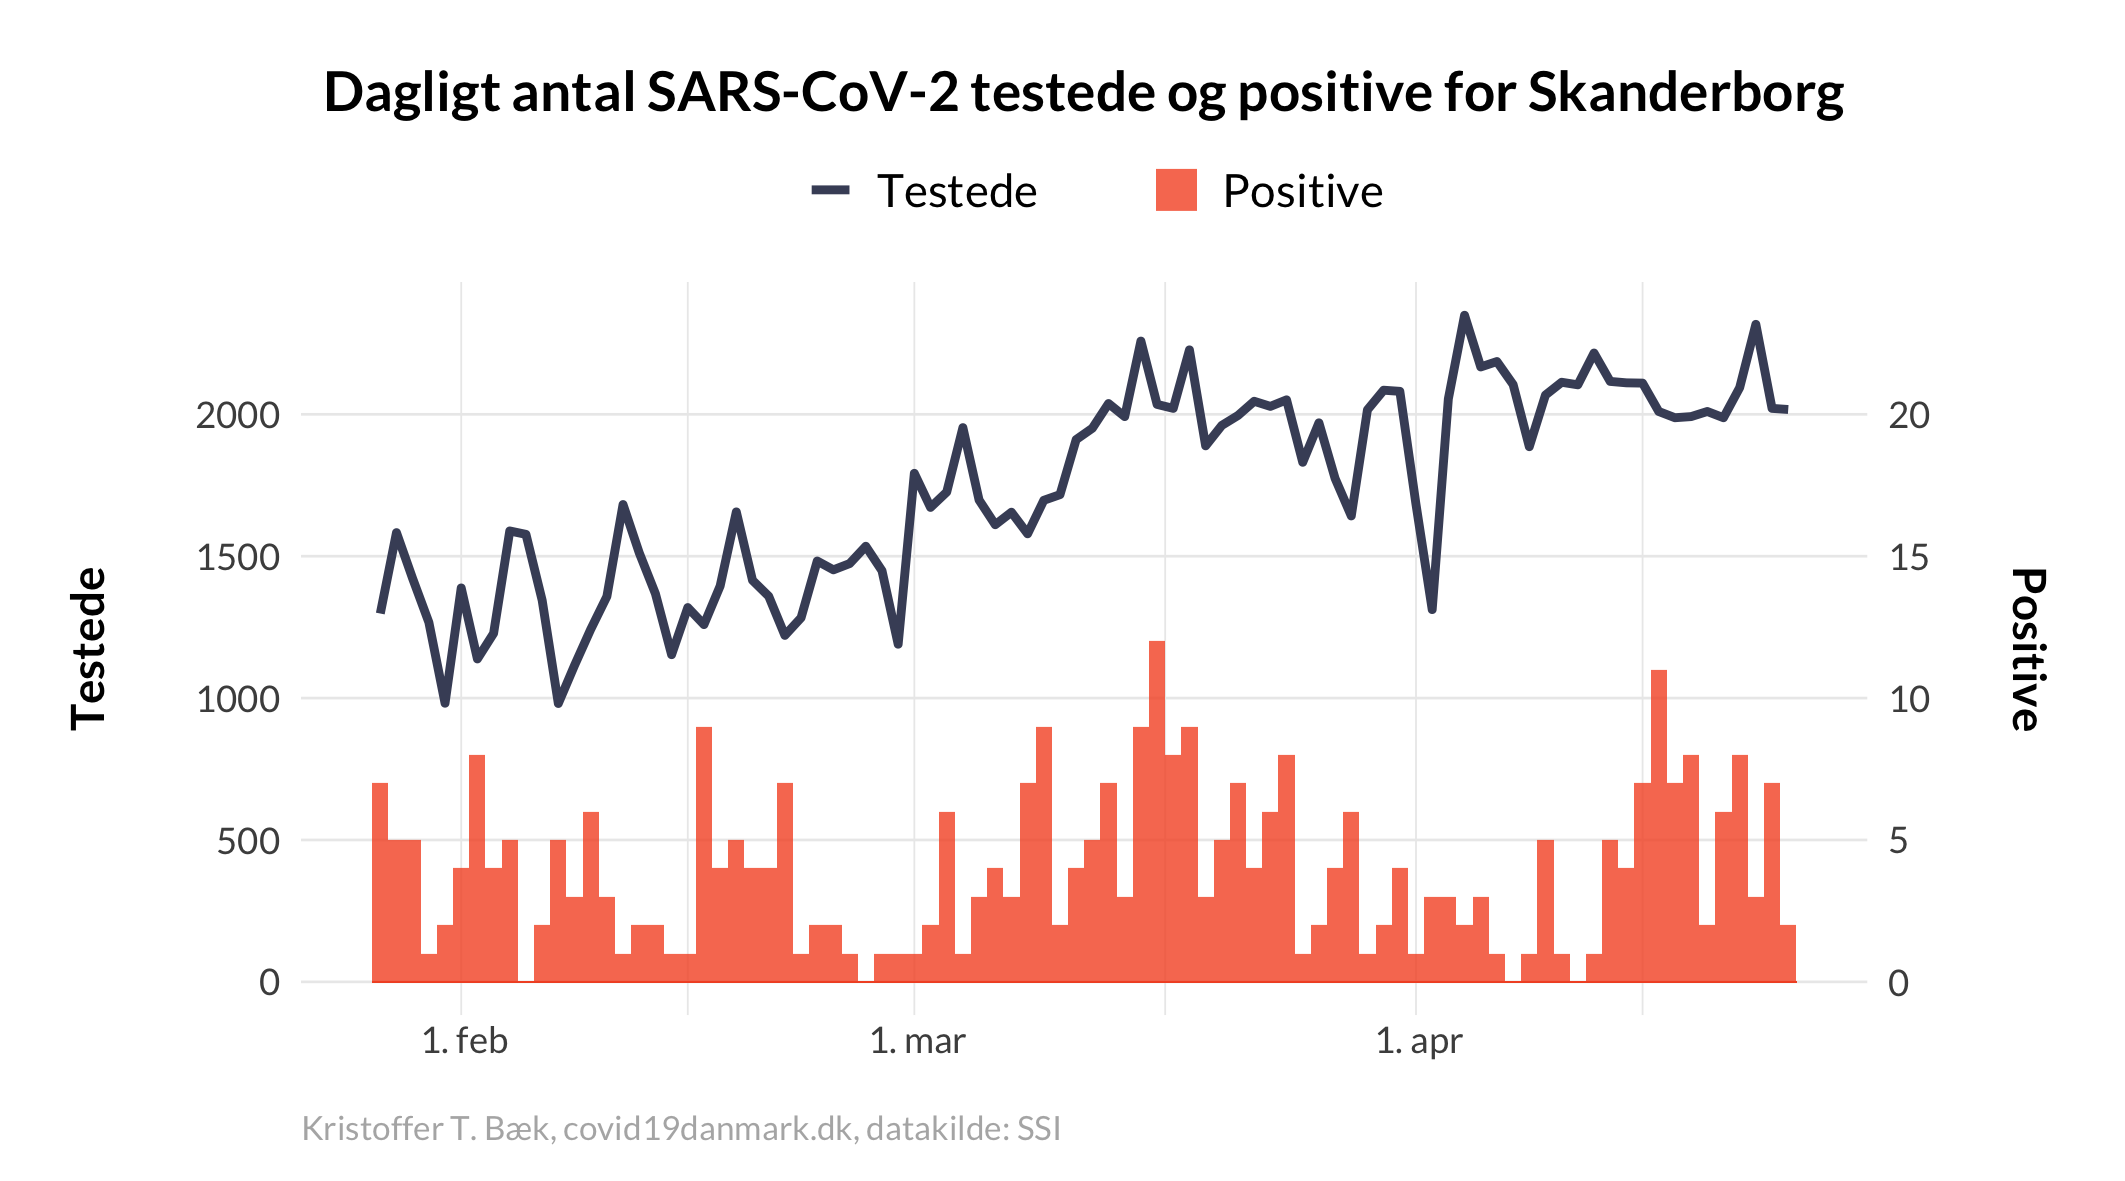 Dagligt antal SARS-CoV-2 testede og positive for Skanderborg
Testede
Positive
2000
1500
1000
500
0
20
15
10
5
0
Testede
Positive
1. feb
1. mar
1. apr
Kristoffer T. Bæk, covid19danmark.dk, datakilde: SSI